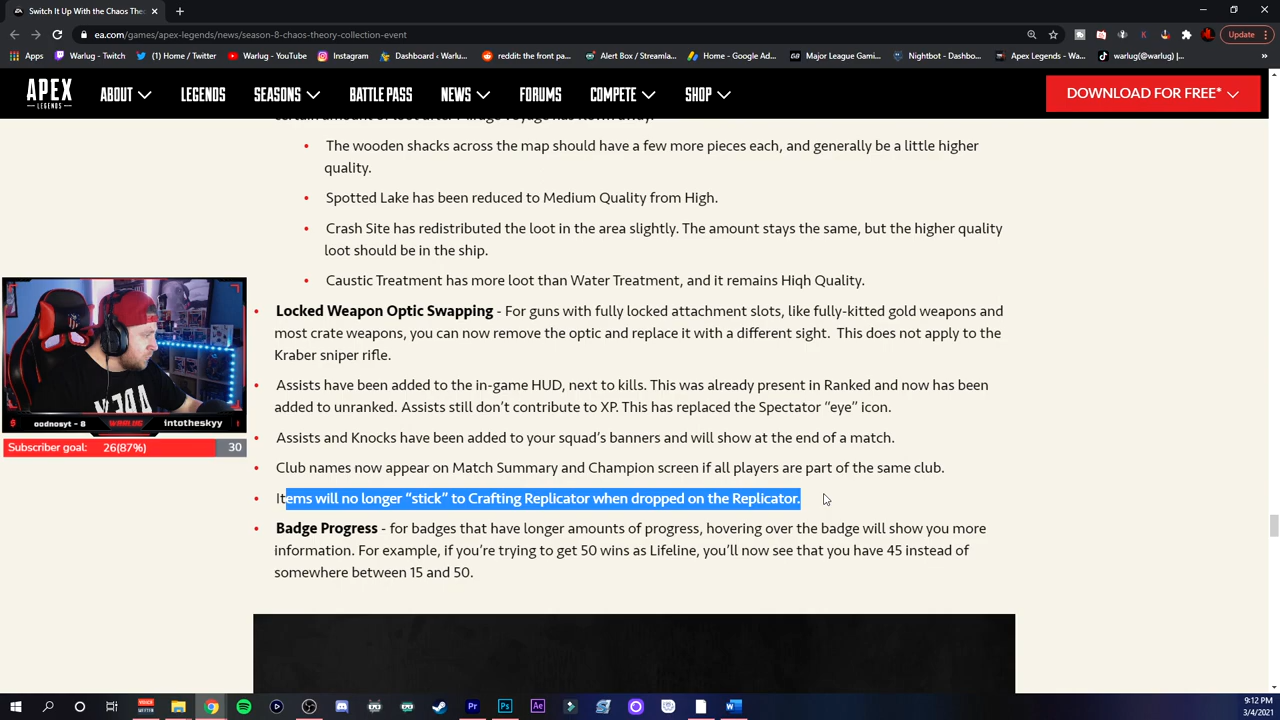 Switch It Up With the Chaos The
ea.com/games/apex-legends/news/season-8-chaos-theory-collection-event
Update
Apps
Warlug - Twitch
(1) Home / Twitter
Warlug - YouTube
Instagram
Dashboard • Warlu...
reddit: the front pa...
Alert Box / Streamla...
Home - Google Ad...
Major League Gami...
Nightbot - Dashbo...
Apex Legends - Wa...
warlug(@warlug) |...
APEX
LEGENDS
ABOUT
LEGENDS
SEASONS
BATTLE PASS
NEWS
FORUMS
COMPETE
SHOP
DOWNLOAD FOR FREE*
certain amount of loot after Mirage Voyage has flown away.
• The wooden shacks across the map should have a few more pieces each, and generally be a little higher
quality.
• Spotted Lake has been reduced to Medium Quality from High.
• Crash Site has redistributed the loot in the area slightly. The amount stays the same, but the higher quality
loot should be in the ship.
• Caustic Treatment has more loot than Water Treatment, and it remains High Quality.
• Locked Weapon Optic Swapping - For guns with fully locked attachment slots, like fully-kitted gold weapons and
most crate weapons, you can now remove the optic and replace it with a different sight. This does not apply to the
Kraber sniper rifle.
• Assists have been added to the in-game HUD, next to kills. This was already present in Ranked and now has been
added to unranked. Assists still don't contribute to XP. This has replaced the Spectator “eye” icon.
• Assists and Knocks have been added to your squad's banners and will show at the end of a match.
• Club names now appear on Match Summary and Champion screen if all players are part of the same club.
• Items will no longer “stick” to Crafting Replicator when dropped on the Replicator.
• Badge Progress - for badges that have longer amounts of progress, hovering over the badge will show you more
information. For example, if you're trying to get 50 wins as Lifeline, you'll now see that you have 45 instead of
somewhere between 15 and 50.
APEX
oodnosyt - 8
WARLUG
intotheskyy
Subscriber goal: 26(87%) 30
9:12 PM
3/4/2021